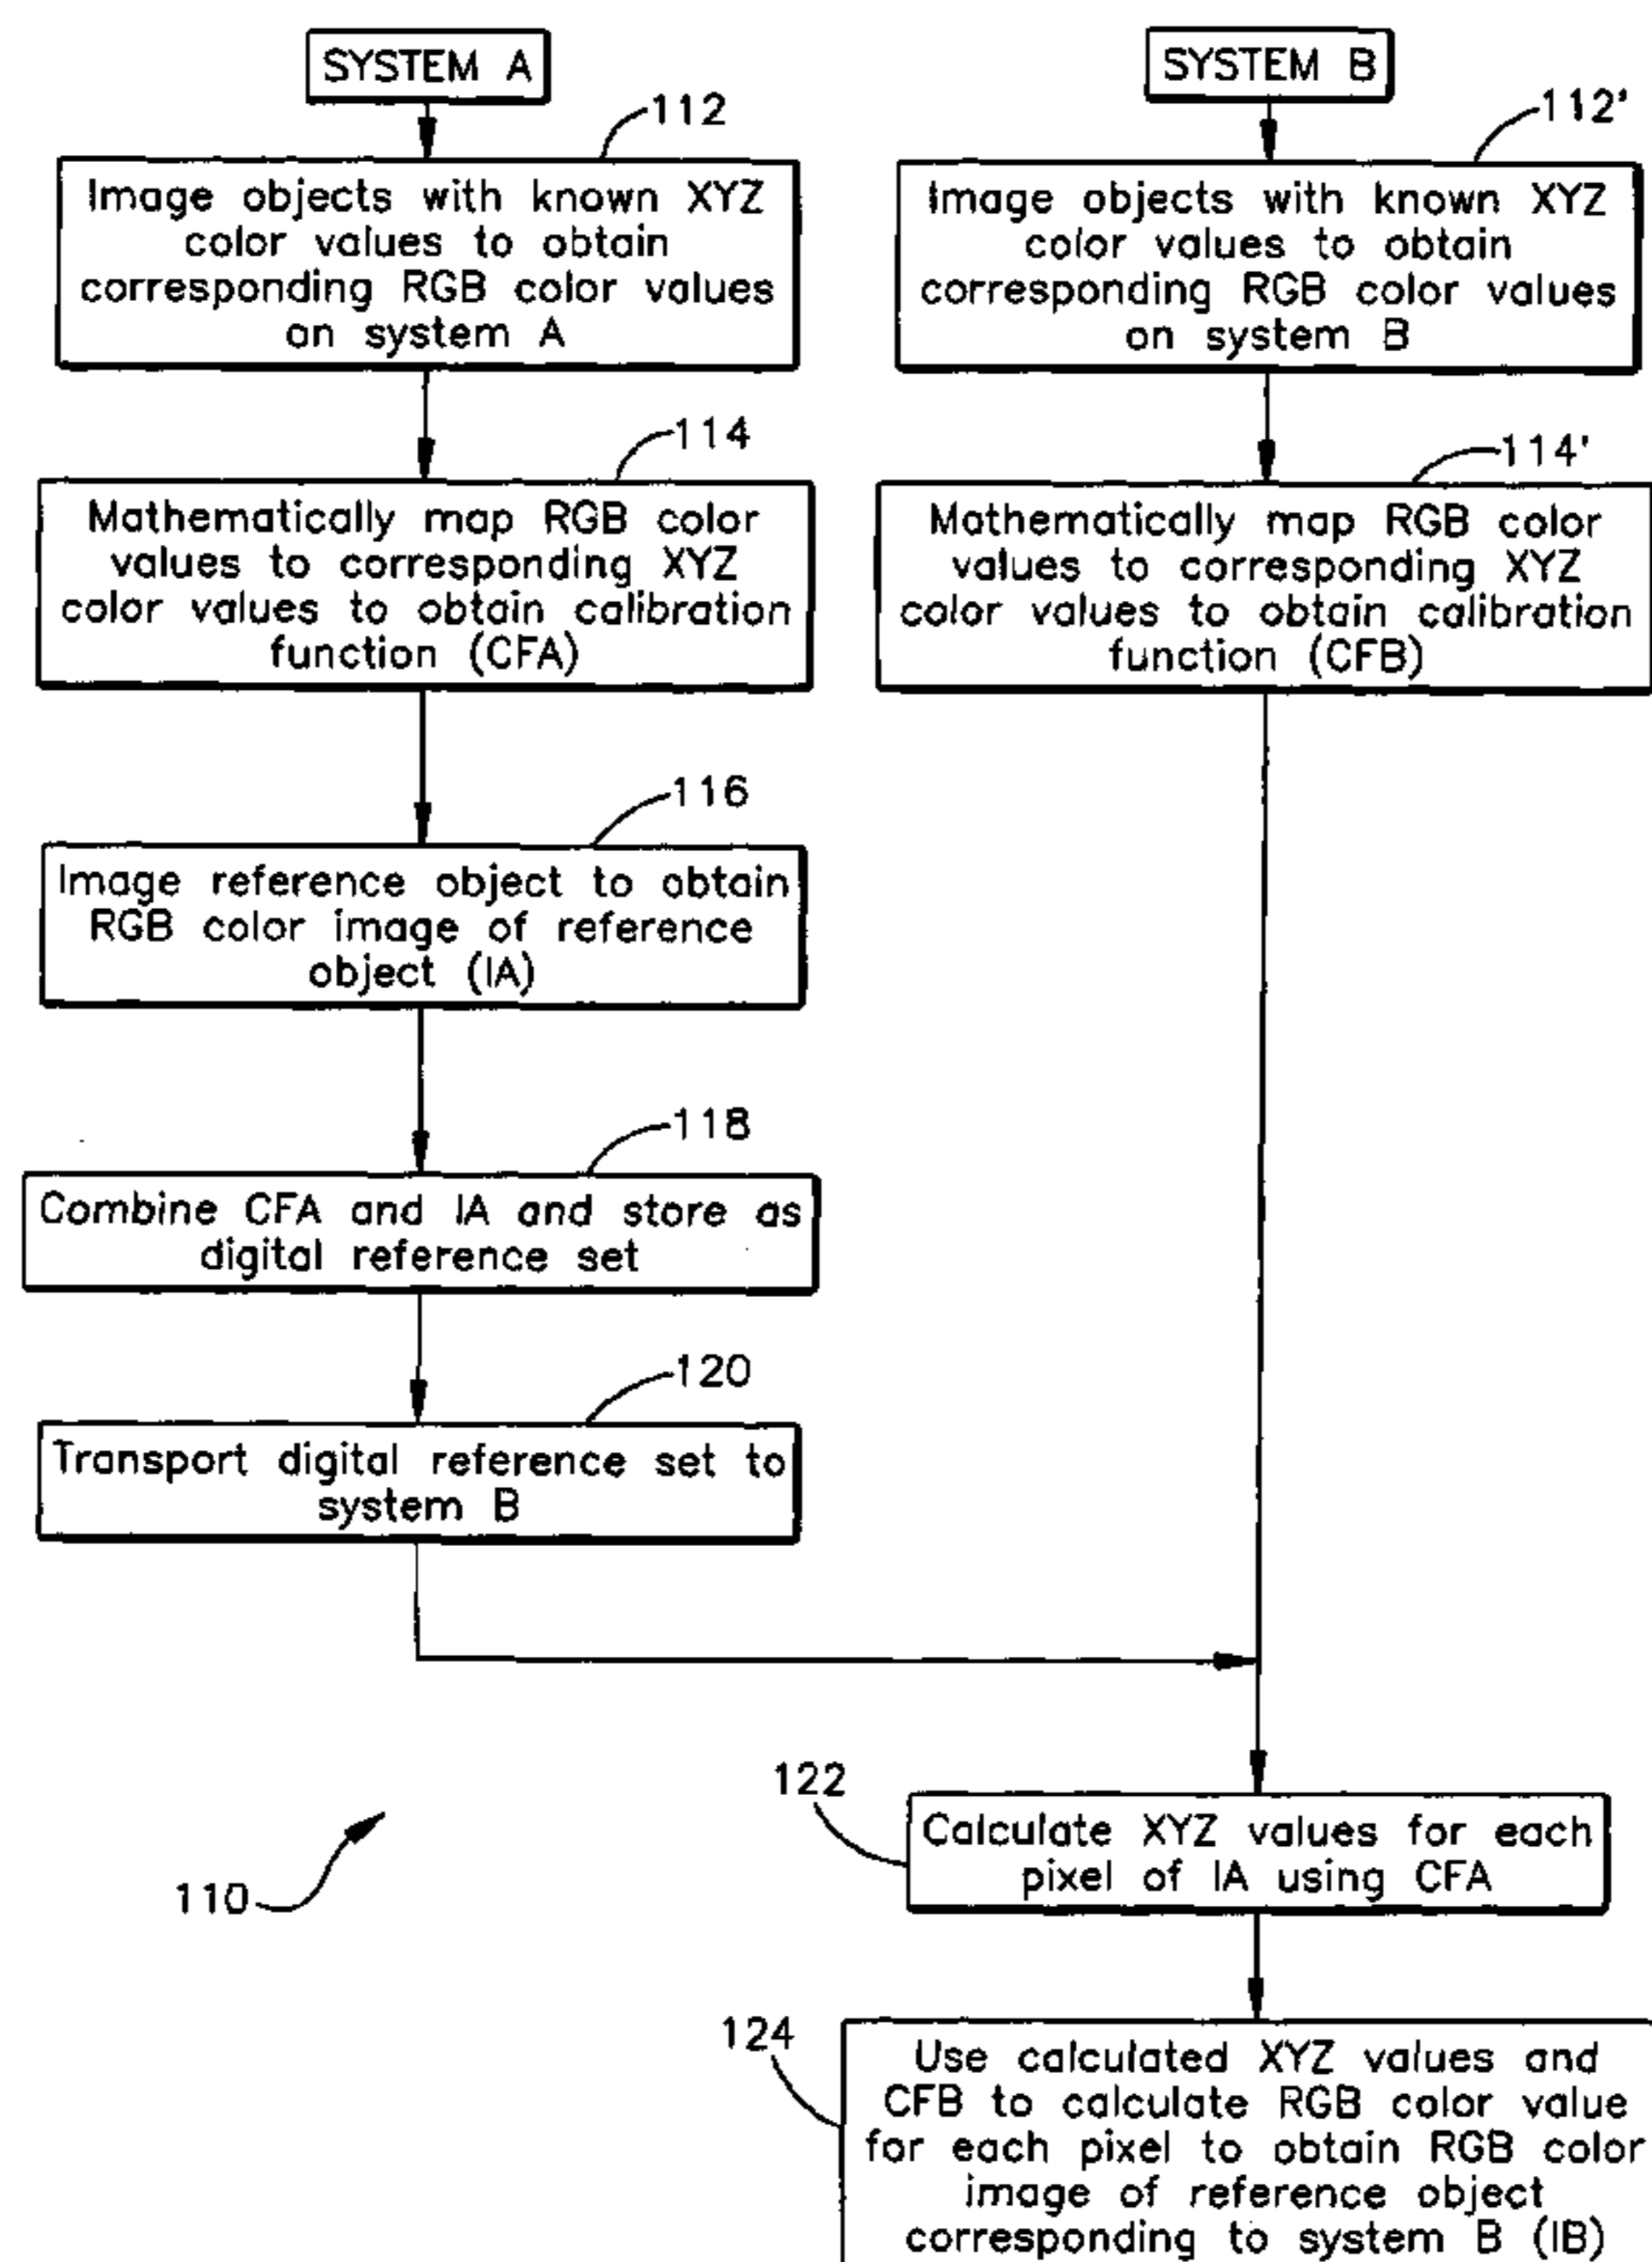 SYSTEM A
112
Image objects with known XYZ
color values to obtain
corresponding RGB color values
on system A
114
Mathematically map RGB color
values to corresponding XYZ
color values to obtain calibration
function (CFA)
116
Image reference object to obtain
RGB color image of reference
object (IA)
118
Combine CFA and IA and store as
digital reference set
120
Transport digital reference set to
system B
SYSTEM B
112'
Image objects with known XYZ
color values to obtain
corresponding RGB color values
on system B
114'
Mathematically map RGB color
values to corresponding XYZ
color values to obtain calibration
function (CFB)
122
Calculate XYZ values for each
pixel of IA using CFA
110
124
Use calculated XYZ values and
CFB to calculate RGB color value
for each pixel to obtain RGB color
image of reference object
corresponding to system B (IB)